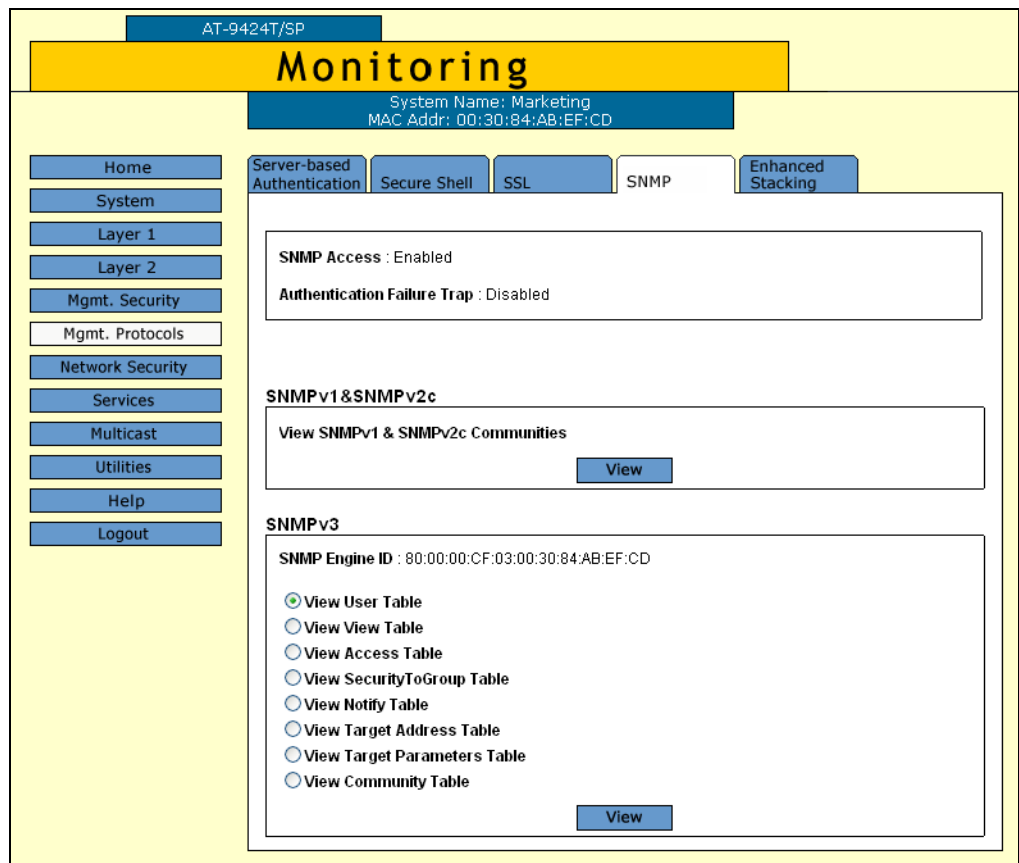 AT-9424T/SP
Monitoring
System Name: Marketing
MAC Addr: 00:30:84:AB:EF:CD
Home
System
Layer 1
Layer 2
Mgmt. Security
Mgmt. Protocols
Network Security
Services
Multicast
Utilities
Help
Logout
Server-based
Authentication
Secure Shell
SSL
SNMP
Enhanced
Stacking
SNMP Access : Enabled
Authentication Failure Trap : Disabled
SNMPv1&SNMPv2c
View SNMPv1 & SNMPv2c Communities
View
SNMPv3
SNMP Engine ID : 80:00:00:CF:03:00:30:84:AB:EF:CD
View User Table
View View Table
View Access Table
View SecurityToGroup Table
View Notify Table
View Target Address Table
View Target Parameters Table
View Community Table
View